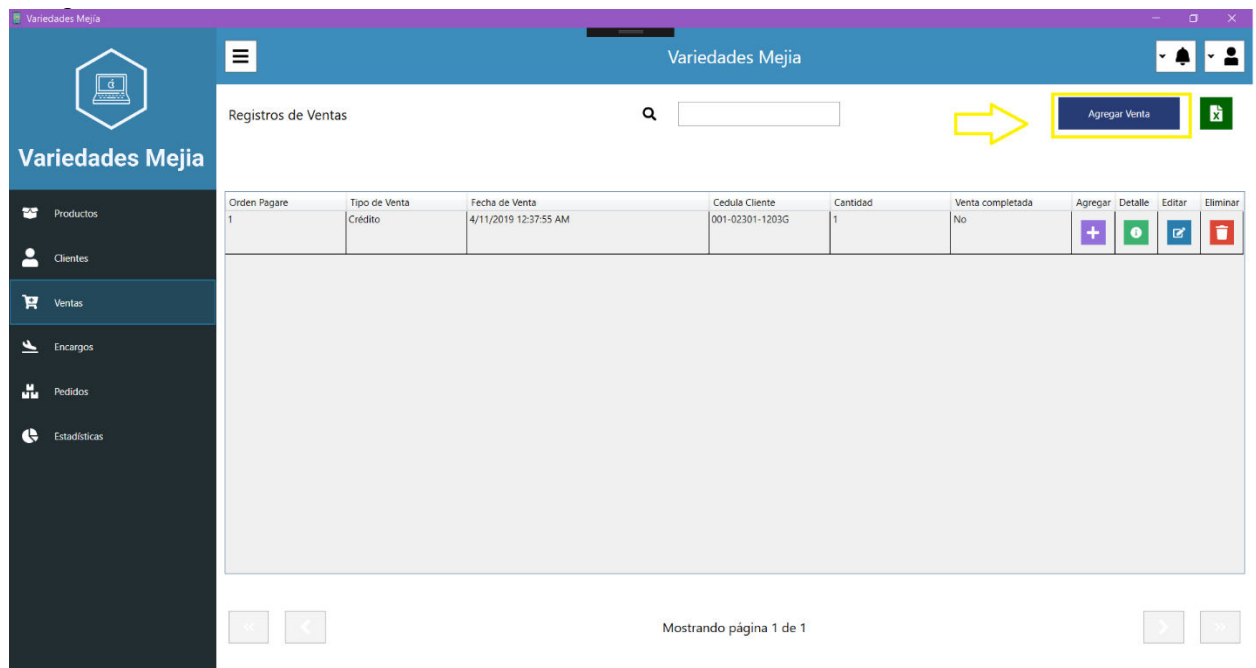 Variedades Mejía
Variedades Mejia
Variedades Mejia
Registros de Ventas
Agregar Venta
Orden Pagare Tipo de Venta Fecha de Venta Cedula Cliente Cantidad Venta completada Agregar Detalle Editar Eliminar
1 Crédito 4/11/2019 12:37:55 AM 001-02301-1203G 1 No
Productos
Clientes
Ventas
Encargos
Pedidos
Estadísticas
Mostrando página 1 de 1